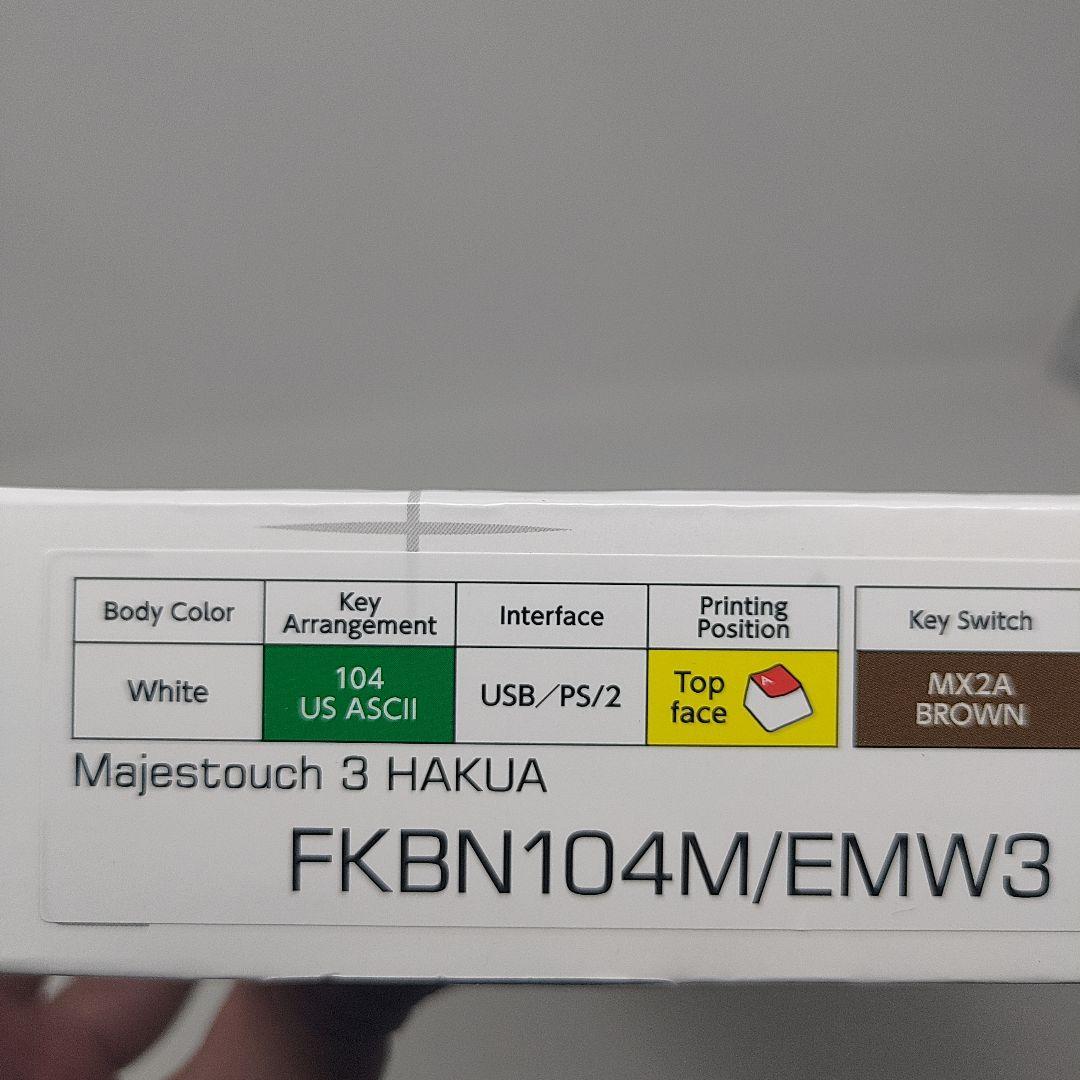 Body Color
Key
Arrangement
Interface
Printing
Position
Key Switch
White
104
US ASCII
USB/PS/2
Top
face
A
MX2A
BROWN
Majestouch 3 HAKUA
FKBN104M/EMW3